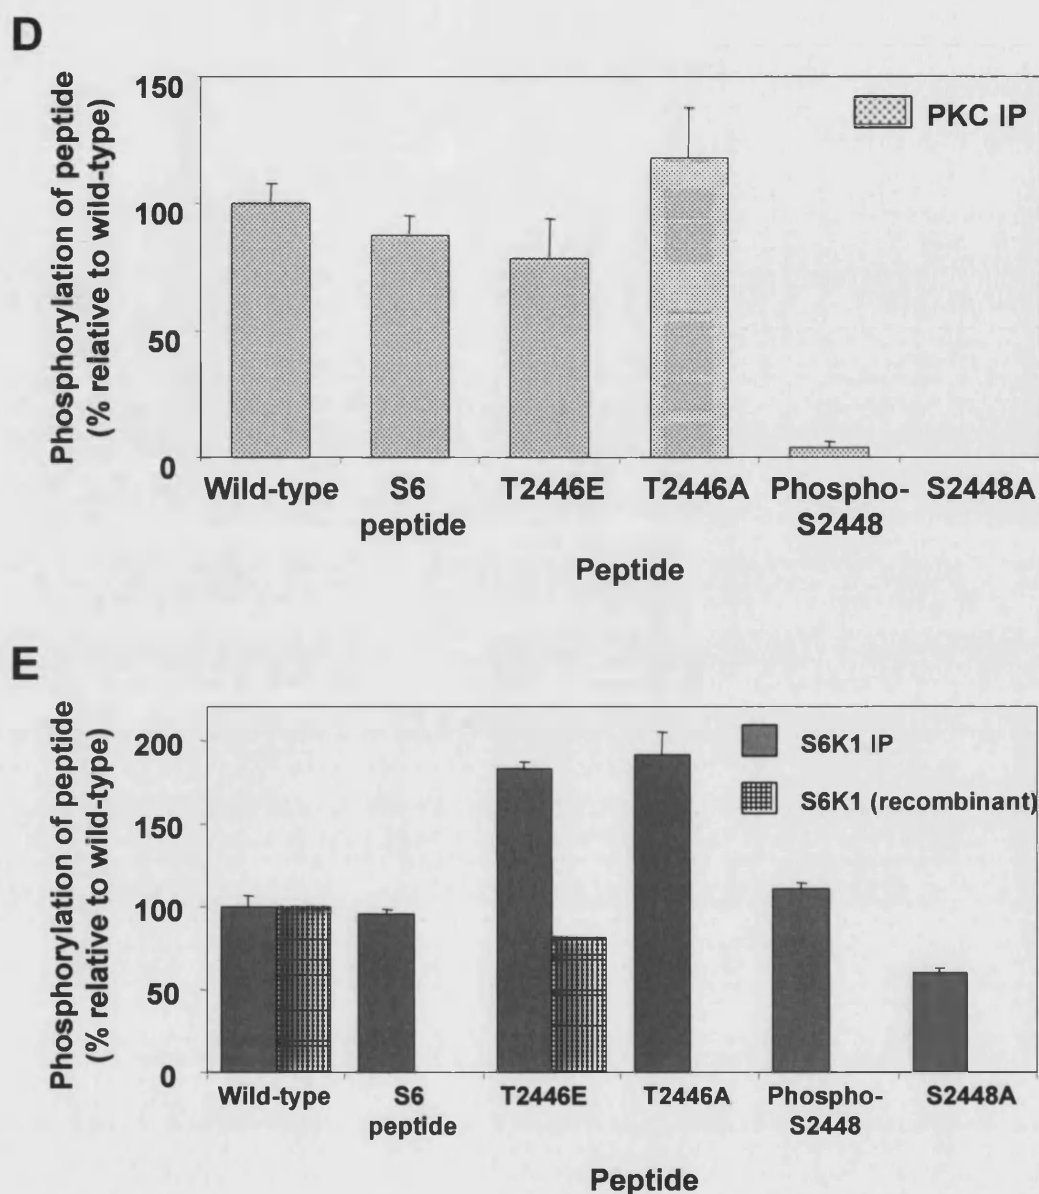 D
Phosphorylation of peptide
(% relative to wild-type)
150
100
50
0
PKC IP
Wild-type
S6
peptide
T2446E
T2446A
Phospho-
S2448
S2448A
Peptide
E
Phosphorylation of peptide
(% relative to wild-type)
200
150
100
50
0
S6K1 IP
S6K1 (recombinant)
Wild-type
S6
peptide
T2446E
T2446A
Phospho-
S2448
S2448A
Peptide